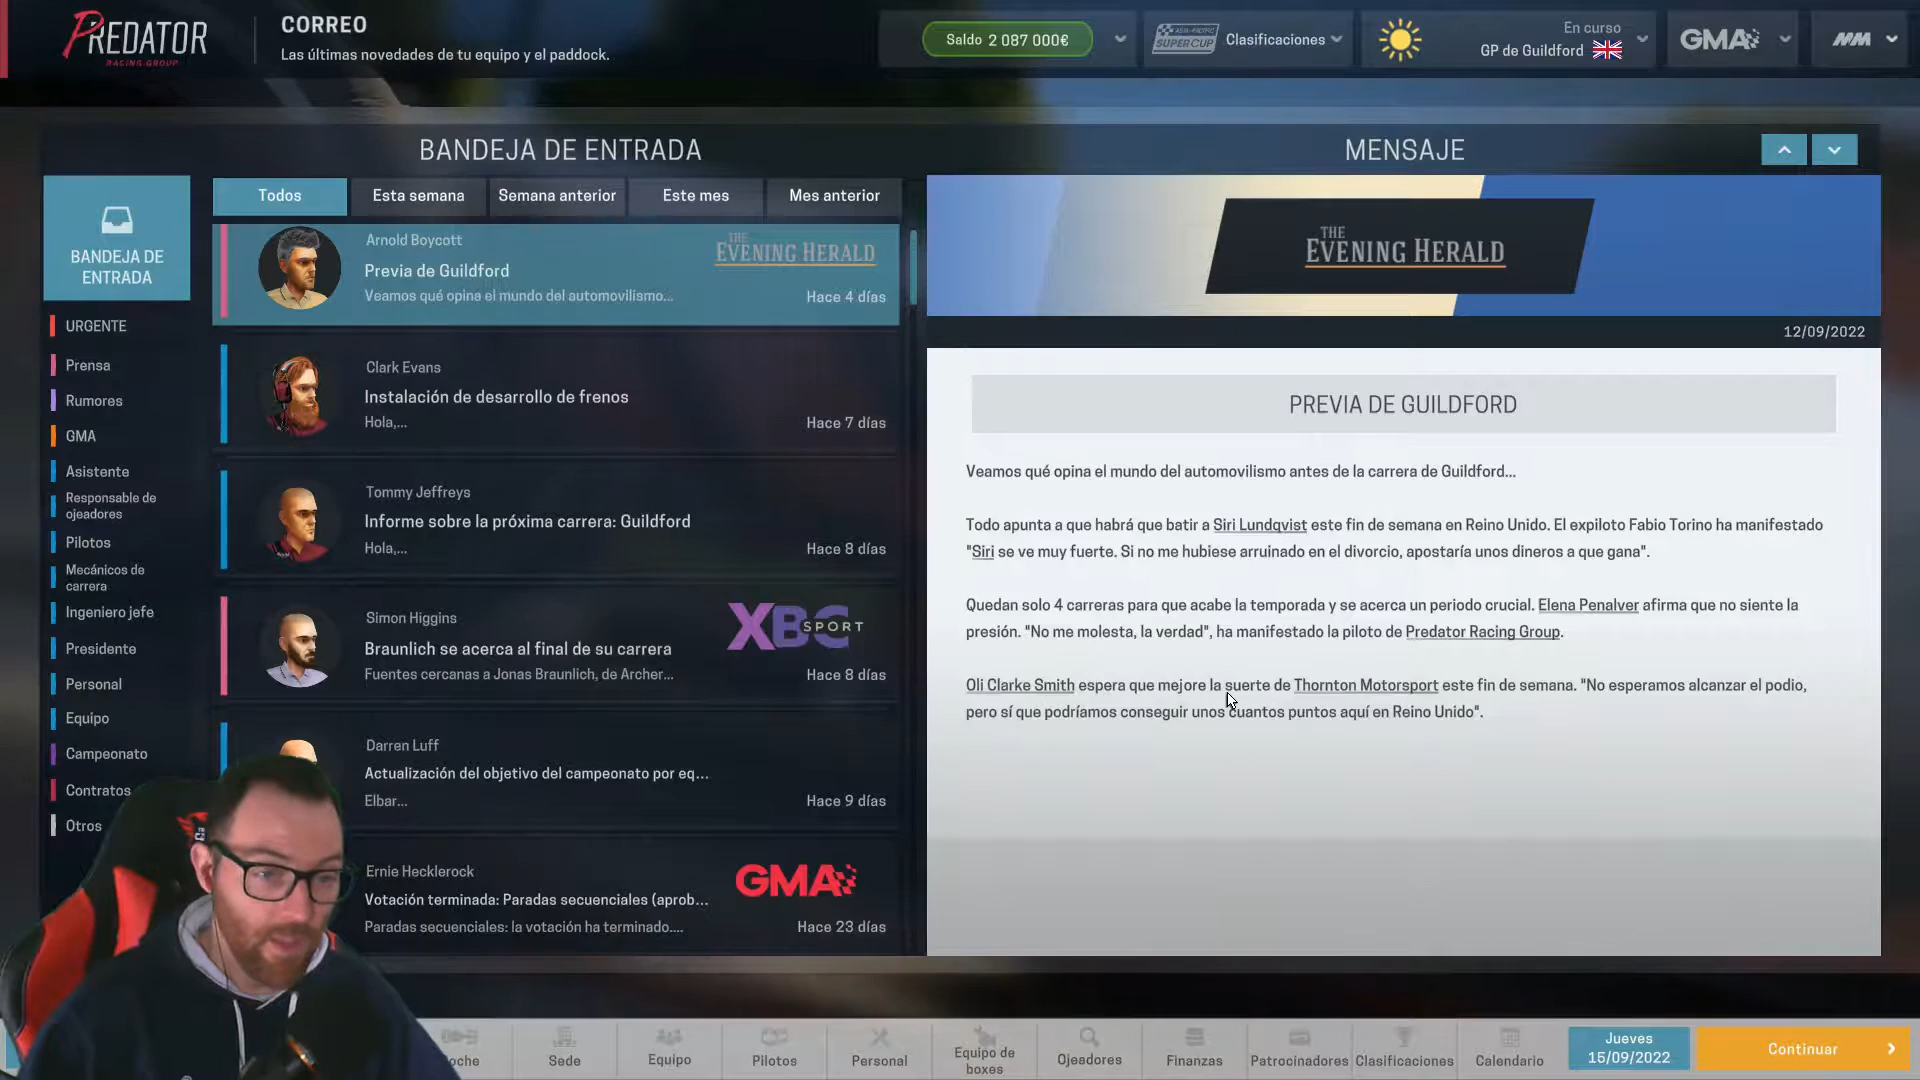 PREDATOR
RACING GROUP
CORREO
Las últimas novedades de tu equipo y el paddock.
Saldo 2 087 000€
ASIA-PACIFIC
SUPER CUP
Clasificaciones
En curso
GP de Guildford
GMA
MM
BANDEJA DE ENTRADA
MENSAJE
BANDEJA DE
ENTRADA
Todos
Esta semana
Semana anterior
Este mes
Mes anterior
URGENTE
Prensa
Rumores
GMA
Asistente
Responsable de
ojeadores
Pilotos
Mecánicos de
carrera
Ingeniero jefe
Presidente
Personal
Equipo
Campeonato
Contratos
Otros
Arnold Boycott
THE
EVENING HERALD
Previa de Guildford
Veamos qué opina el mundo del automovilismo...
Hace 4 días
Clark Evans
Instalación de desarrollo de frenos
Hola,...
Hace 7 días
Tommy Jeffreys
Informe sobre la próxima carrera: Guildford
Hola,...
Hace 8 días
Simon Higgins
XBC SPORT
Braunlich se acerca al final de su carrera
Fuentes cercanas a Jonas Braunlich, de Archer...
Hace 8 días
Darren Luff
Actualización del objetivo del campeonato por eq...
Elbar...
Hace 9 días
Ernie Hecklerock
GMA
Votación terminada: Paradas secuenciales (aprob...
Paradas secuenciales: la votación ha terminado....
Hace 23 días
THE
EVENING HERALD
12/09/2022
PREVIA DE GUILDFORD
Veamos qué opina el mundo del automovilismo antes de la carrera de Guildford...
Todo apunta a que habrá que batir a Siri Lundqvist este fin de semana en Reino Unido. El expiloto Fabio Torino ha manifestado
"Siri se ve muy fuerte. Si no me hubiese arruinado en el divorcio, apostaría unos dineros a que gana".
Quedan solo 4 carreras para que acabe la temporada y se acerca un periodo crucial. Elena Penalver afirma que no siente la
presión. "No me molesta, la verdad", ha manifestado la piloto de Predator Racing Group.
Oli Clarke Smith espera que mejore la suerte de Thornton Motorsport este fin de semana. "No esperamos alcanzar el podio,
pero sí que podríamos conseguir unos cuantos puntos aquí en Reino Unido".
oche
Sede
Equipo
Pilotos
Personal
Equipo de
boxes
Ojeadores
Finanzas
Patrocinadores
Clasificaciones
Calendario
Jueves
15/09/2022
Continuar